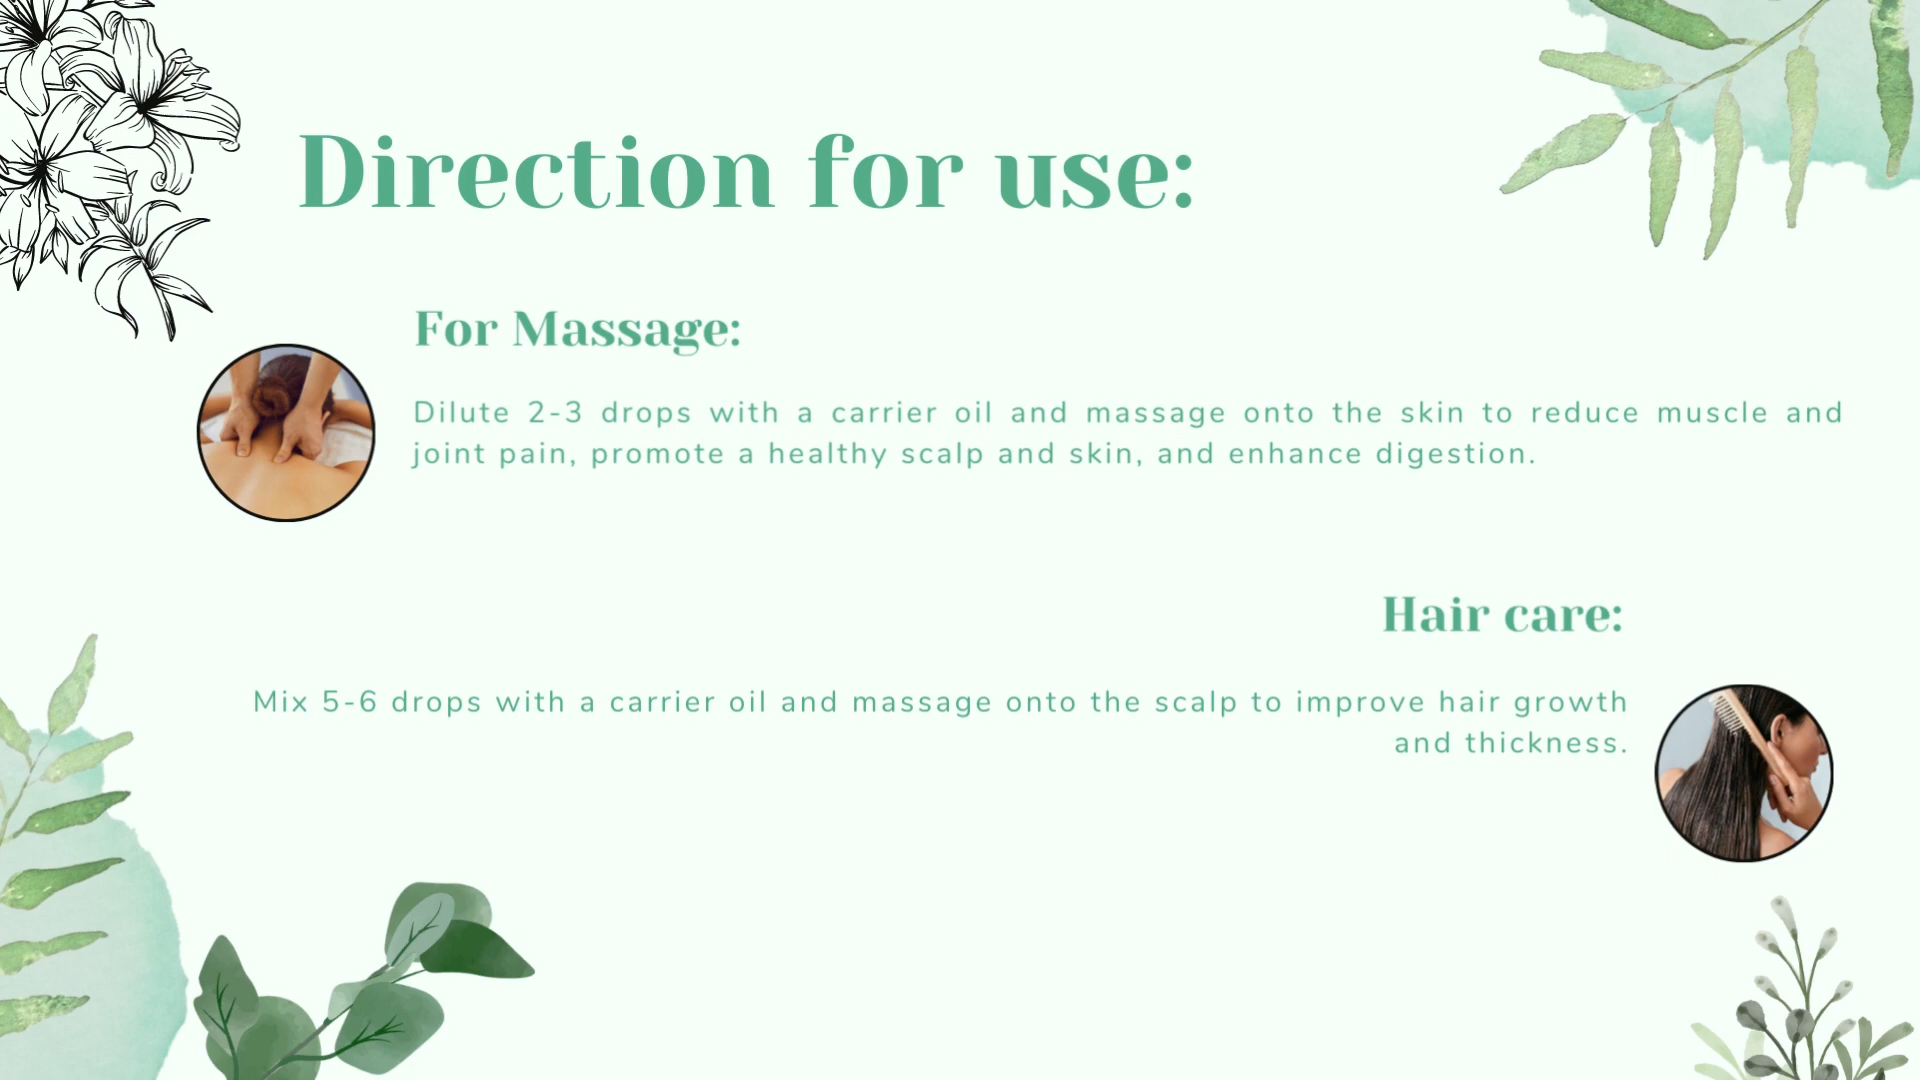 Direction for use:
For Massage:
Dilute 2-3 drops with a carrier oil and massage onto the skin to reduce muscle and
joint pain, promote a healthy scalp and skin, and enhance digestion.
Hair care:
Mix 5-6 drops with a carrier oil and massage onto the scalp to improve hair growth
and thickness.